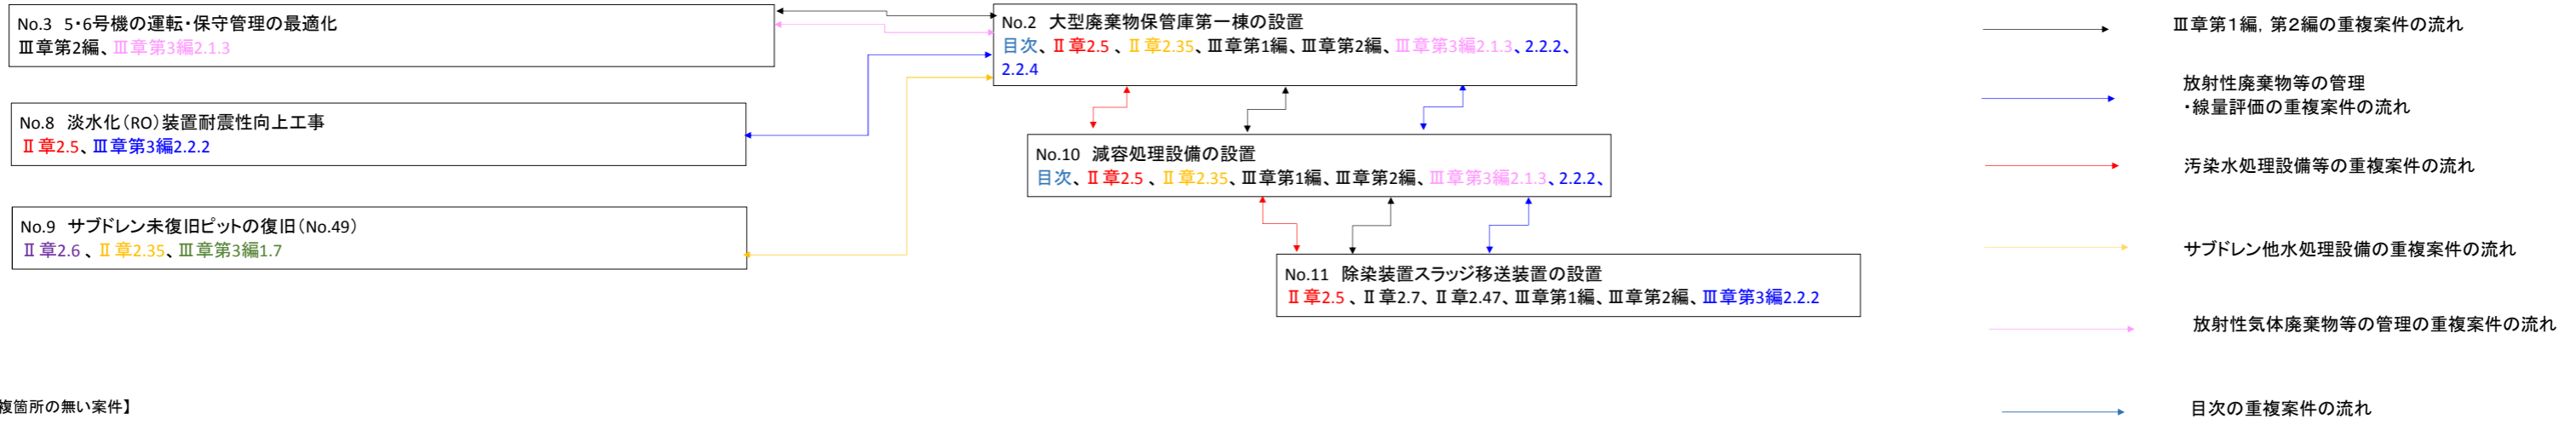 No.3 5・6号機の運転・保守管理の最適化
Ⅲ章第2編、Ⅲ章第3編2.1.3
No.8 淡水化(RO)装置耐震性向上工事
Ⅱ章2.5、Ⅲ章第3編2.2.2
No.9 サブドレン未復旧ピットの復旧(No.49)
Ⅱ章2.6、Ⅱ章2.35、Ⅲ章第3編1.7
No.2 大型廃棄物保管庫第一棟の設置
目次、Ⅱ章2.5、Ⅱ章2.35、Ⅲ章第1編、Ⅲ章第2編、Ⅲ章第3編2.1.3、2.2.2、
2.2.4
No.10 減容処理設備の設置
目次、Ⅱ章2.5、Ⅱ章2.35、Ⅲ章第1編、Ⅲ章第2編、Ⅲ章第3編2.1.3、2.2.2、
No.11 除染装置スラッジ移送装置の設置
Ⅱ章2.5、Ⅱ章2.7、Ⅱ章2.47、Ⅲ章第1編、Ⅲ章第2編、Ⅲ章第3編2.2.2
Ⅲ章第1編,第2編の重複案件の流れ
放射性廃棄物等の管理
・線量評価の重複案件の流れ
汚染水処理設備等の重複案件の流れ
サブドレン他水処理設備の重複案件の流れ
放射性気体廃棄物等の管理の重複案件の流れ
目次の重複案件の流れ
複箇所の無い案件】